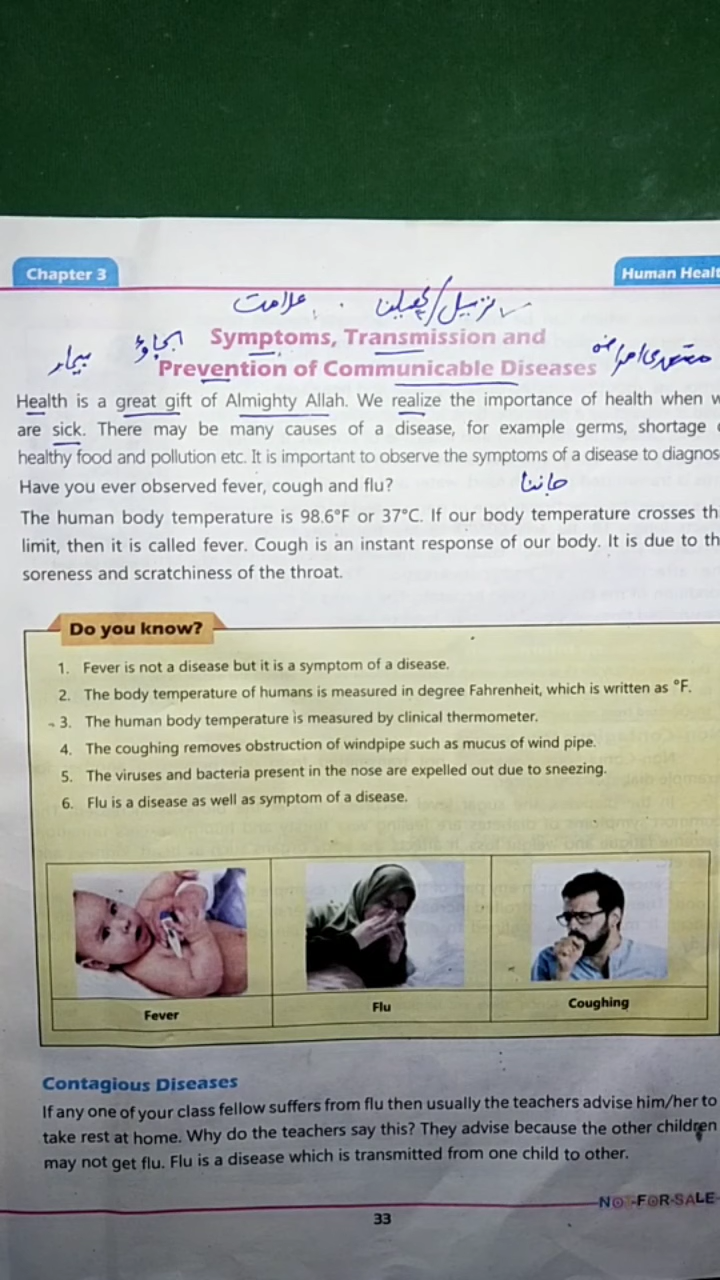 Chapter 3
Human Healt
علامت ترسیل/پھیلنا
Symptoms, Transmission and
بیمار بچاؤ متعدی امراض
Prevention of Communicable Diseases
Health is a great gift of Almighty Allah. We realize the importance of health when w
are sick. There may be many causes of a disease, for example germs, shortage
healthy food and pollution etc. It is important to observe the symptoms of a disease to diagnos
Have you ever observed fever, cough and flu?
جاننا
The human body temperature is 98.6°F or 37°C. If our body temperature crosses th
limit, then it is called fever. Cough is an instant response of our body. It is due to th
soreness and scratchiness of the throat.
Do you know?
1. Fever is not a disease but it is a symptom of a disease.
2. The body temperature of humans is measured in degree Fahrenheit, which is written as °F.
3. The human body temperature is measured by clinical thermometer.
4. The coughing removes obstruction of windpipe such as mucus of wind pipe.
5. The viruses and bacteria present in the nose are expelled out due to sneezing.
6. Flu is a disease as well as symptom of a disease.
Fever
Flu
Coughing
Contagious Diseases
If any one of your class fellow suffers from flu then usually the teachers advise him/her to
take rest at home. Why do the teachers say this? They advise because the other children
may not get flu. Flu is a disease which is transmitted from one child to other.
NOT-FOR-SALE
33